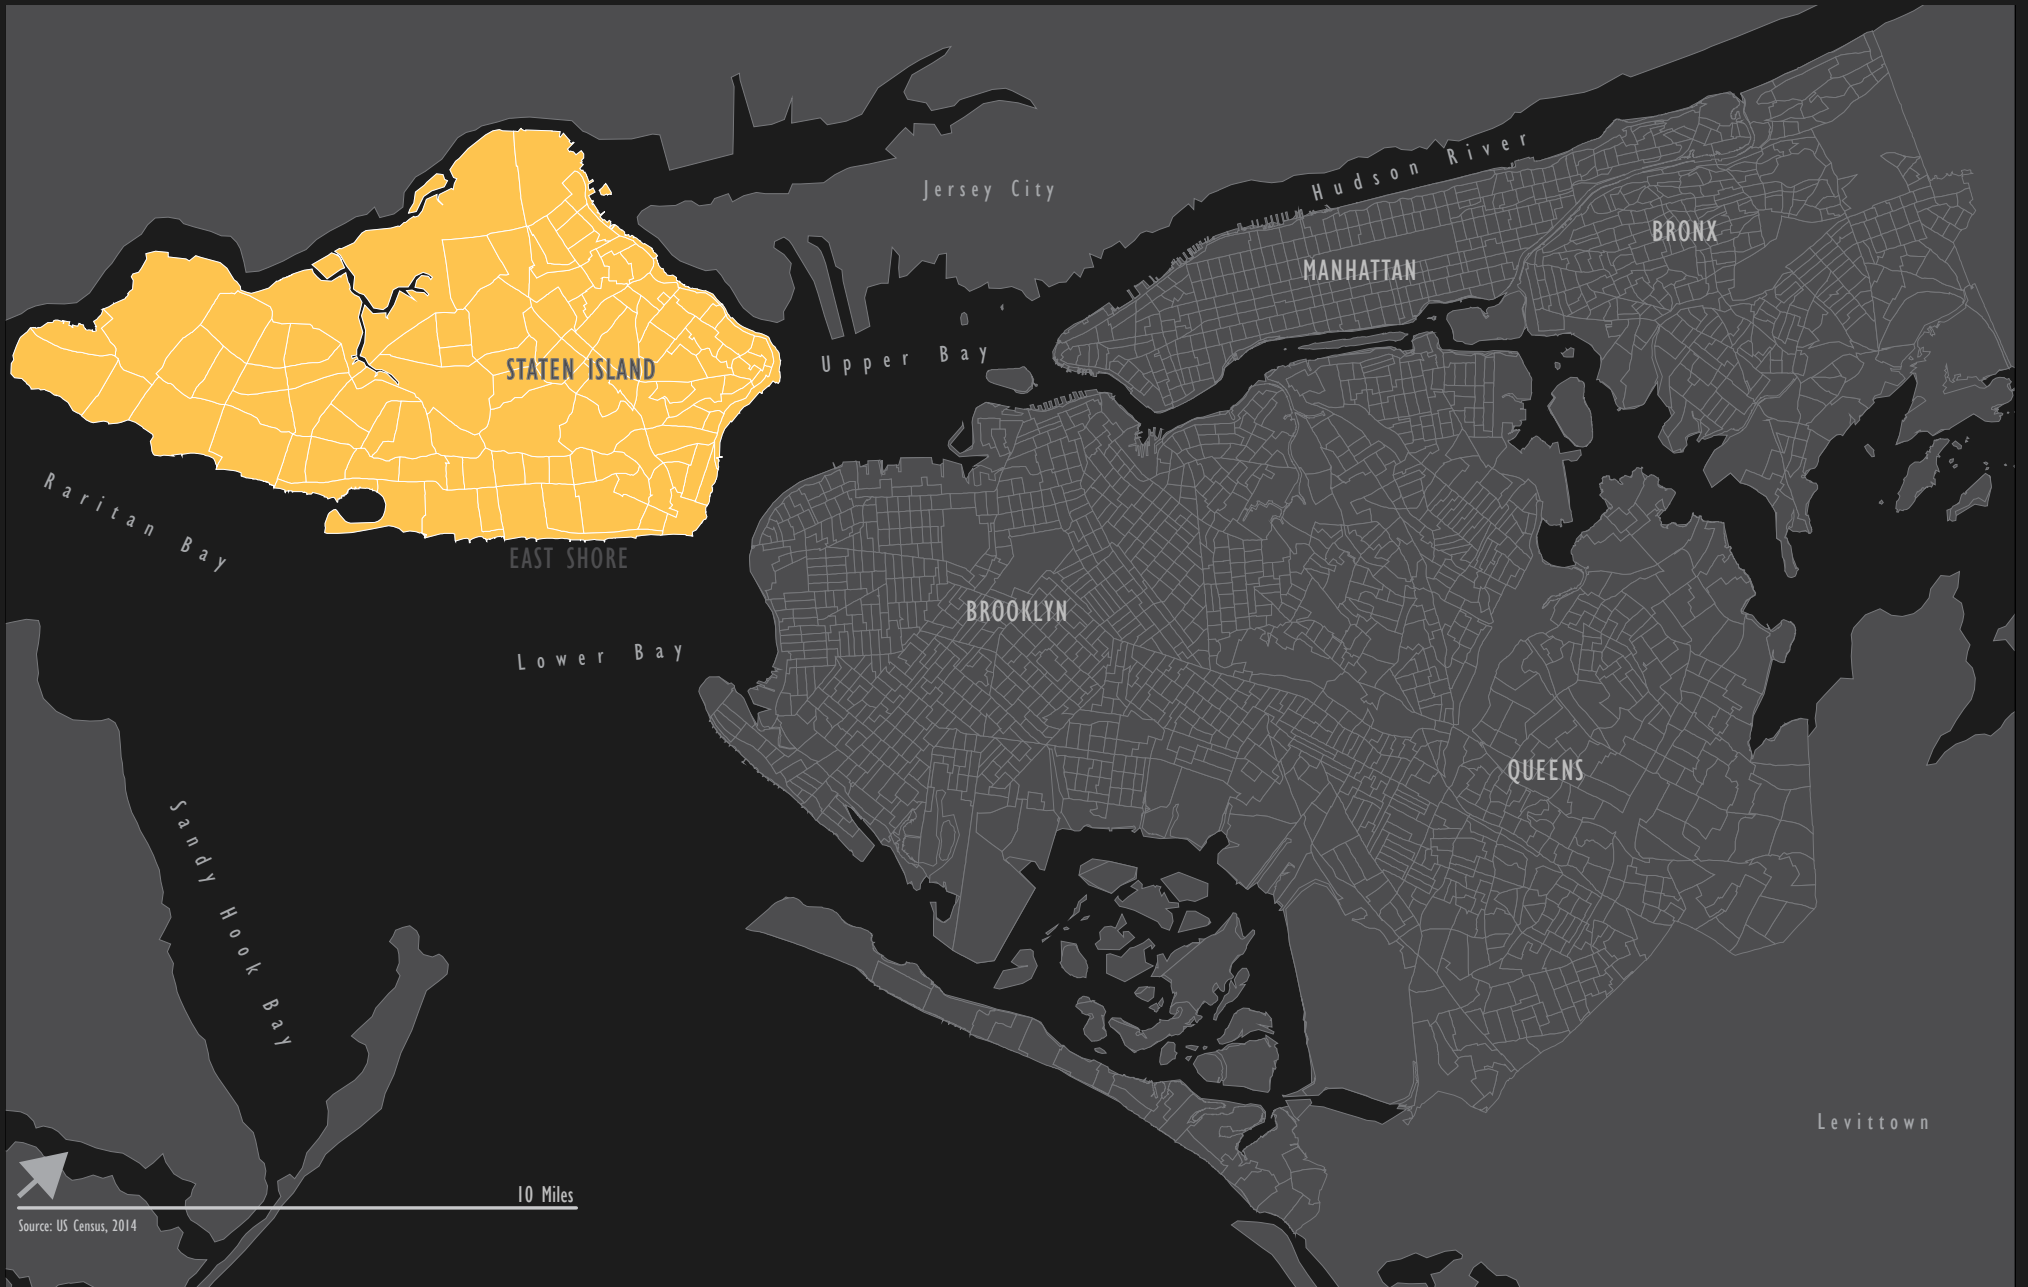 Hudson River
Jersey City
BRONX
MANHATTAN
Upper Bay
STATEN ISLAND
Raritan Bay
EAST SHORE
BROOKLYN
Lower Bay
QUEENS
Sandy Hook Bay
Levittown
10 Miles
Source: US Census, 2014